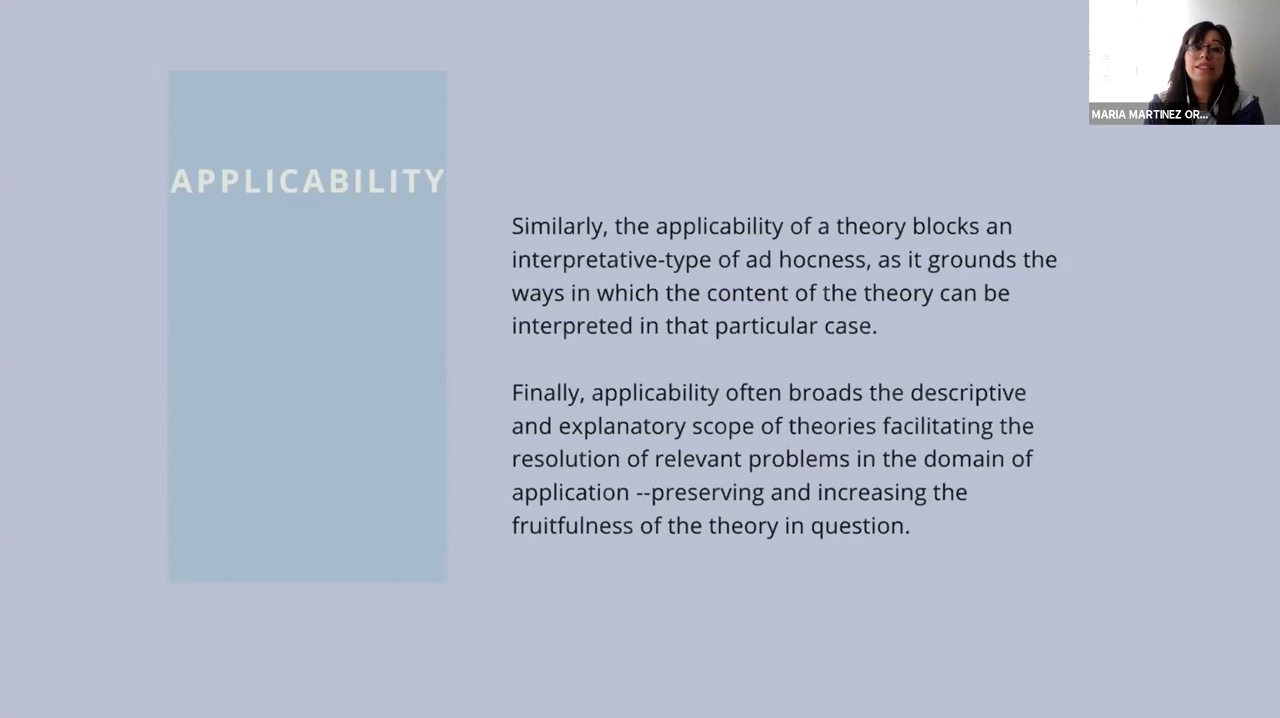 MARIA MARTINEZ OR...
APPLICABILITY
Similarly, the applicability of a theory blocks an
interpretative-type of ad hocness, as it grounds the
ways in which the content of the theory can be
interpreted in that particular case.
Finally, applicability often broads the descriptive
and explanatory scope of theories facilitating the
resolution of relevant problems in the domain of
application --preserving and increasing the
fruitfulness of the theory in question.